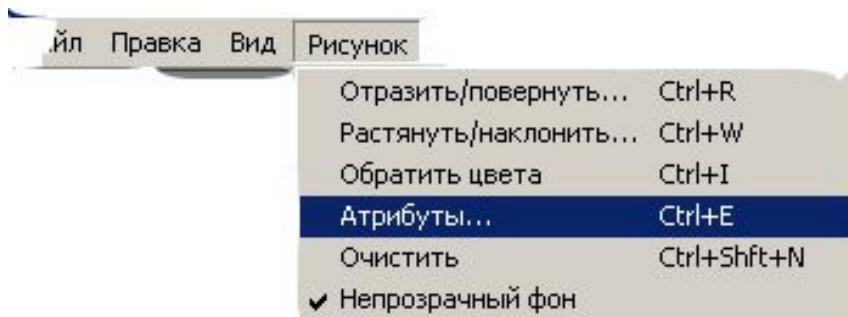 йл Правка Вид Рисунок
Отразить/повернуть... Ctrl+R
Растянуть/наклонить... Ctrl+W
Обратить цвета Ctrl+I
Атрибуты... Ctrl+E
Очистить Ctrl+Shft+N
Непрозрачный фон